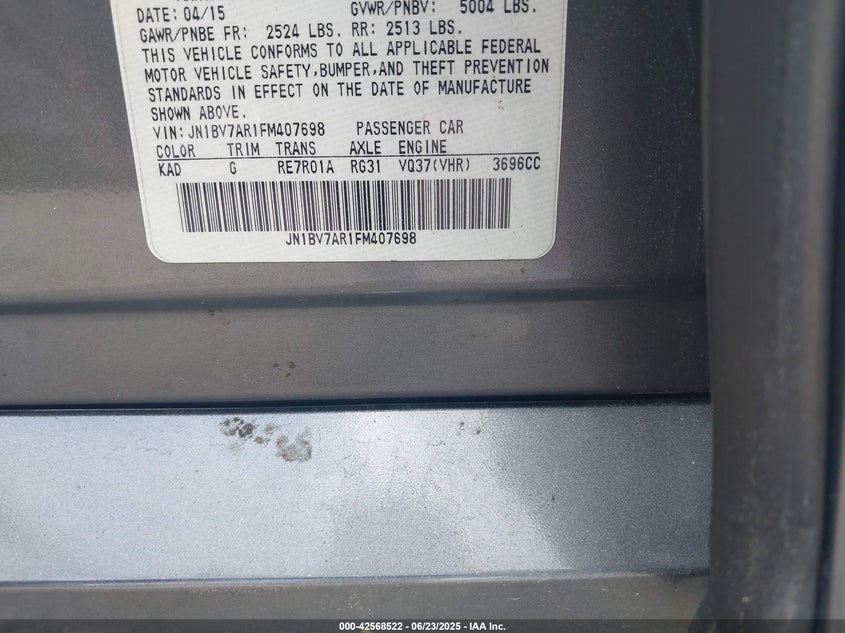 DATE: 04/15 GVWR/PNBV: 5004 LBS.
GAWR/PNBE FR: 2524 LBS. RR: 2513 LBS.
THIS VEHICLE CONFORMS TO ALL APPLICABLE FEDERAL
MOTOR VEHICLE SAFETY,BUMPER,AND THEFT PREVENTION
STANDARDS IN EFFECT ON THE DATE OF MANUFACTURE
SHOWN ABOVE.
VIN:JN1BV7AR1FM407698 PASSENGER CAR
COLOR TRIM TRANS AXLE ENGINE
KAD G RE7R01A RG31 VQ37(VHR) 3696CC
JN1BV7AR1FM407698
000-42568522 | 06/23/2025 | ©IAA Inc.